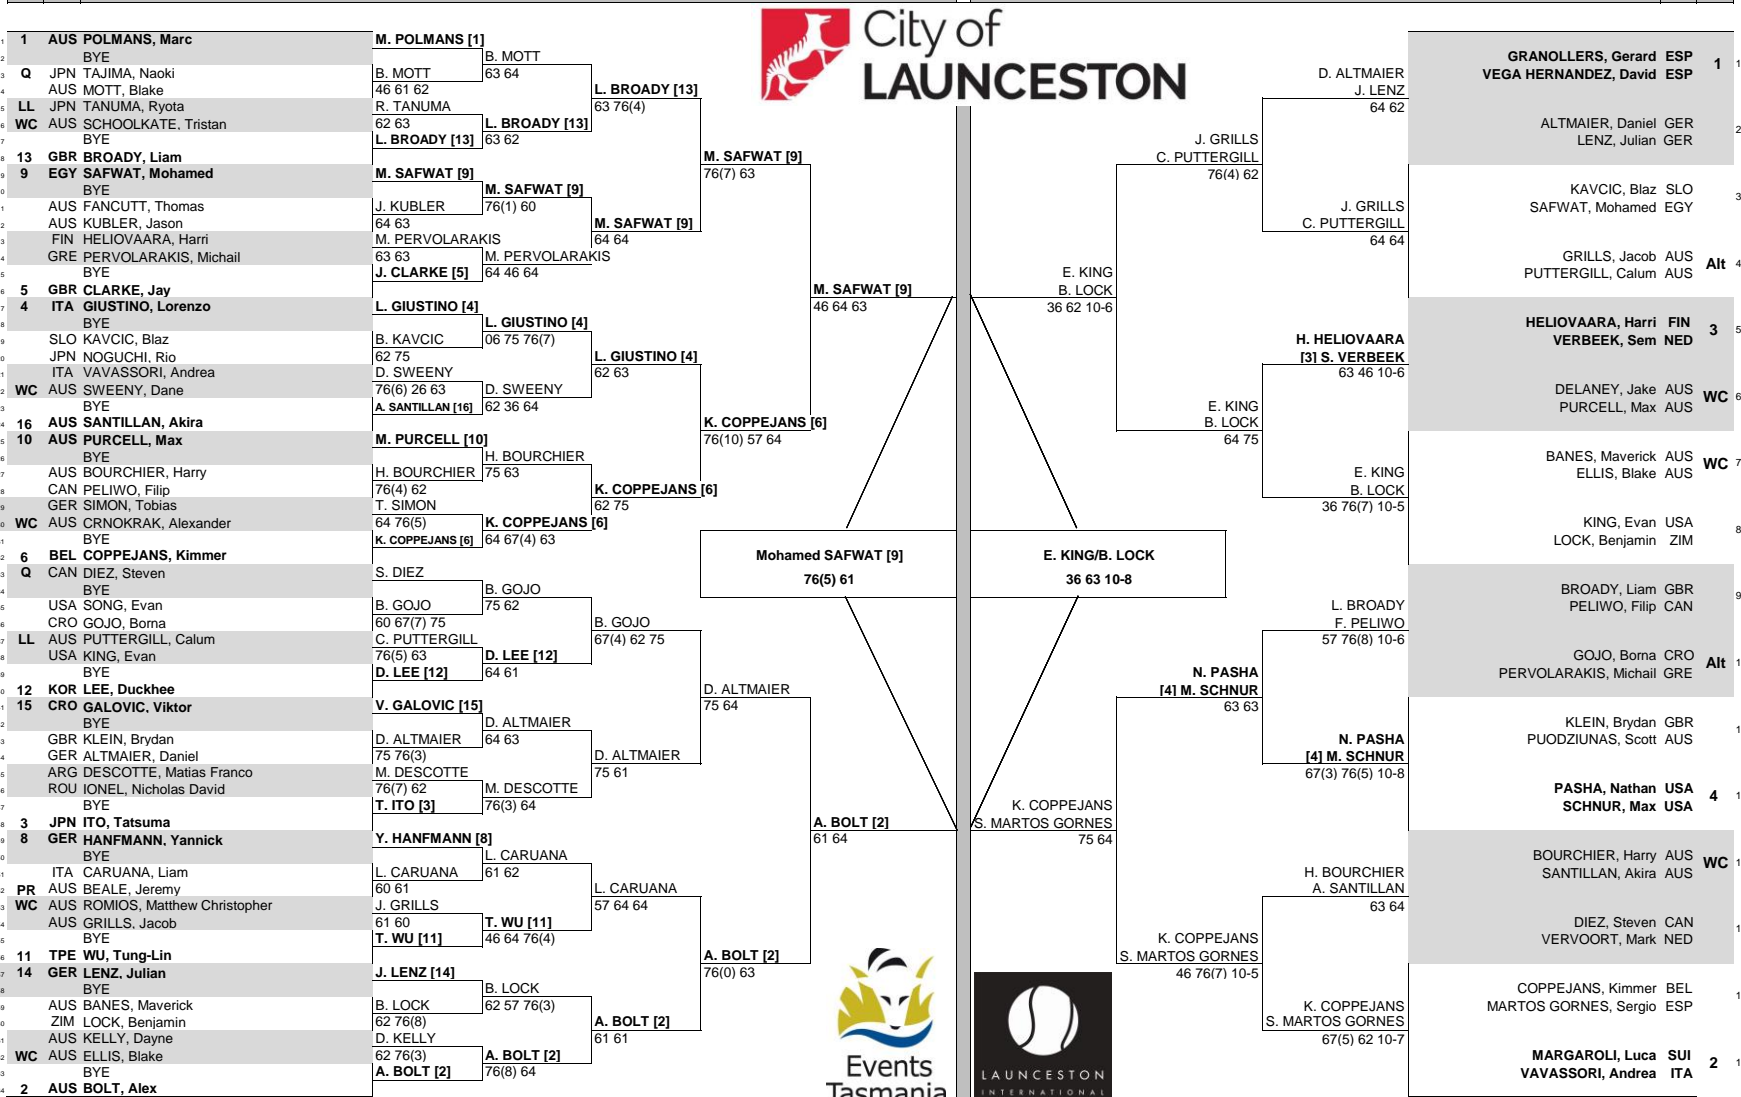 City of
LAUNCESTON
1 AUS POLMANS, Marc
BYE
Q JPN TAJIMA, Naoki
AUS MOTT, Blake
LL JPN TANUMA, Ryota
WC AUS SCHOOLKATE, Tristan
BYE
13 GBR BROADY, Liam
9 EGY SAFWAT, Mohamed
BYE
AUS FANCUTT, Thomas
AUS KUBLER, Jason
FIN HELIOVAARA, Harri
GRE PERVOLARAKIS, Michail
BYE
5 GBR CLARKE, Jay
4 ITA GIUSTINO, Lorenzo
BYE
SLO KAVCIC, Blaz
JPN NOGUCHI, Rio
ITA VAVASSORI, Andrea
WC AUS SWEENY, Dane
BYE
16 AUS SANTILLAN, Akira
10 AUS PURCELL, Max
BYE
AUS BOURCHIER, Harry
CAN PELIWO, Filip
GER SIMON, Tobias
WC AUS CRNOKRAK, Alexander
BYE
6 BEL COPPEJANS, Kimmer
Q CAN DIEZ, Steven
BYE
USA SONG, Evan
CRO GOJO, Borna
LL AUS PUTTERGILL, Calum
USA KING, Evan
BYE
12 KOR LEE, Duckhee
15 CRO GALOVIC, Viktor
BYE
GBR KLEIN, Brydan
GER ALTMAIER, Daniel
ARG DESCOTTE, Matias Franco
ROU IONEL, Nicholas David
BYE
3 JPN ITO, Tatsuma
8 GER HANFMANN, Yannick
BYE
ITA CARUANA, Liam
PR AUS BEALE, Jeremy
WC AUS ROMIOS, Matthew Christopher
AUS GRILLS, Jacob
BYE
11 TPE WU, Tung-Lin
14 GER LENZ, Julian
BYE
AUS BANES, Maverick
ZIM LOCK, Benjamin
AUS KELLY, Dayne
WC AUS ELLIS, Blake
BYE
2 AUS BOLT, Alex
M. POLMANS [1]
B. MOTT
46 61 62
R. TANUMA
62 63
L. BROADY [13]
M. SAFWAT [9]
J. KUBLER
64 63
M. PERVOLARAKIS
63 63
J. CLARKE [5]
L. GIUSTINO [4]
B. KAVCIC
62 75
D. SWEENY
76(6) 26 63
A. SANTILLAN [16]
M. PURCELL [10]
H. BOURCHIER
76(4) 62
T. SIMON
64 76(5)
K. COPPEJANS [6]
S. DIEZ
B. GOJO
60 67(7) 75
C. PUTTERGILL
76(5) 63
D. LEE [12]
V. GALOVIC [15]
D. ALTMAIER
75 76(3)
M. DESCOTTE
76(7) 62
T. ITO [3]
Y. HANFMANN [8]
L. CARUANA
60 61
J. GRILLS
61 60
T. WU [11]
J. LENZ [14]
B. LOCK
62 76(8)
D. KELLY
62 76(3)
A. BOLT [2]
B. MOTT
63 64
L. BROADY [13]
63 62
M. SAFWAT [9]
76(1) 60
M. PERVOLARAKIS
64 46 64
L. GIUSTINO [4]
06 75 76(7)
D. SWEENY
62 36 64
H. BOURCHIER
75 63
K. COPPEJANS [6]
64 67(4) 63
B. GOJO
75 62
D. LEE [12]
64 61
D. ALTMAIER
64 63
M. DESCOTTE
76(3) 64
L. CARUANA
61 62
T. WU [11]
46 64 76(4)
B. LOCK
62 57 76(3)
A. BOLT [2]
76(8) 64
L. BROADY [13]
63 76(4)
M. SAFWAT [9]
64 64
L. GIUSTINO [4]
62 63
K. COPPEJANS [6]
62 75
B. GOJO
67(4) 62 75
D. ALTMAIER
75 61
L. CARUANA
57 64 64
A. BOLT [2]
61 61
M. SAFWAT [9]
76(7) 63
K. COPPEJANS [6]
76(10) 57 64
D. ALTMAIER
75 64
A. BOLT [2]
76(0) 63
M. SAFWAT [9]
46 64 63
A. BOLT [2]
61 64
Mohamed SAFWAT [9]
76(5) 61
E. KING/B. LOCK
36 63 10-8
E. KING
B. LOCK
36 62 10-6
K. COPPEJANS
S. MARTOS GORNES
75 64
J. GRILLS
C. PUTTERGILL
76(4) 62
E. KING
B. LOCK
64 75
N. PASHA
[4] M. SCHNUR
63 63
K. COPPEJANS
S. MARTOS GORNES
46 76(7) 10-5
D. ALTMAIER
J. LENZ
64 62
J. GRILLS
C. PUTTERGILL
64 64
H. HELIOVAARA
[3] S. VERBEEK
63 46 10-6
E. KING
B. LOCK
36 76(7) 10-5
L. BROADY
F. PELIWO
57 76(8) 10-6
N. PASHA
[4] M. SCHNUR
67(3) 76(5) 10-8
H. BOURCHIER
A. SANTILLAN
63 64
K. COPPEJANS
S. MARTOS GORNES
67(5) 62 10-7
GRANOLLERS, Gerard ESP
VEGA HERNANDEZ, David ESP
1
1
ALTMAIER, Daniel GER
LENZ, Julian GER
2
KAVCIC, Blaz SLO
SAFWAT, Mohamed EGY
3
GRILLS, Jacob AUS
PUTTERGILL, Calum AUS
Alt 4
HELIOVAARA, Harri FIN
VERBEEK, Sem NED
3 5
DELANEY, Jake AUS
PURCELL, Max AUS
WC 6
BANES, Maverick AUS
ELLIS, Blake AUS
WC 7
KING, Evan USA
LOCK, Benjamin ZIM
8
BROADY, Liam GBR
PELIWO, Filip CAN
9
GOJO, Borna CRO
PERVOLARAKIS, Michail GRE
Alt 1
KLEIN, Brydan GBR
PUODZIUNAS, Scott AUS
1
PASHA, Nathan USA
SCHNUR, Max USA
4 1
BOURCHIER, Harry AUS
SANTILLAN, Akira AUS
WC 1
DIEZ, Steven CAN
VERVOORT, Mark NED
1
COPPEJANS, Kimmer BEL
MARTOS GORNES, Sergio ESP
1
MARGAROLI, Luca SUI
VAVASSORI, Andrea ITA
2 1
Events
Tasmania
LAUNCESTON
INTERNATIONAL